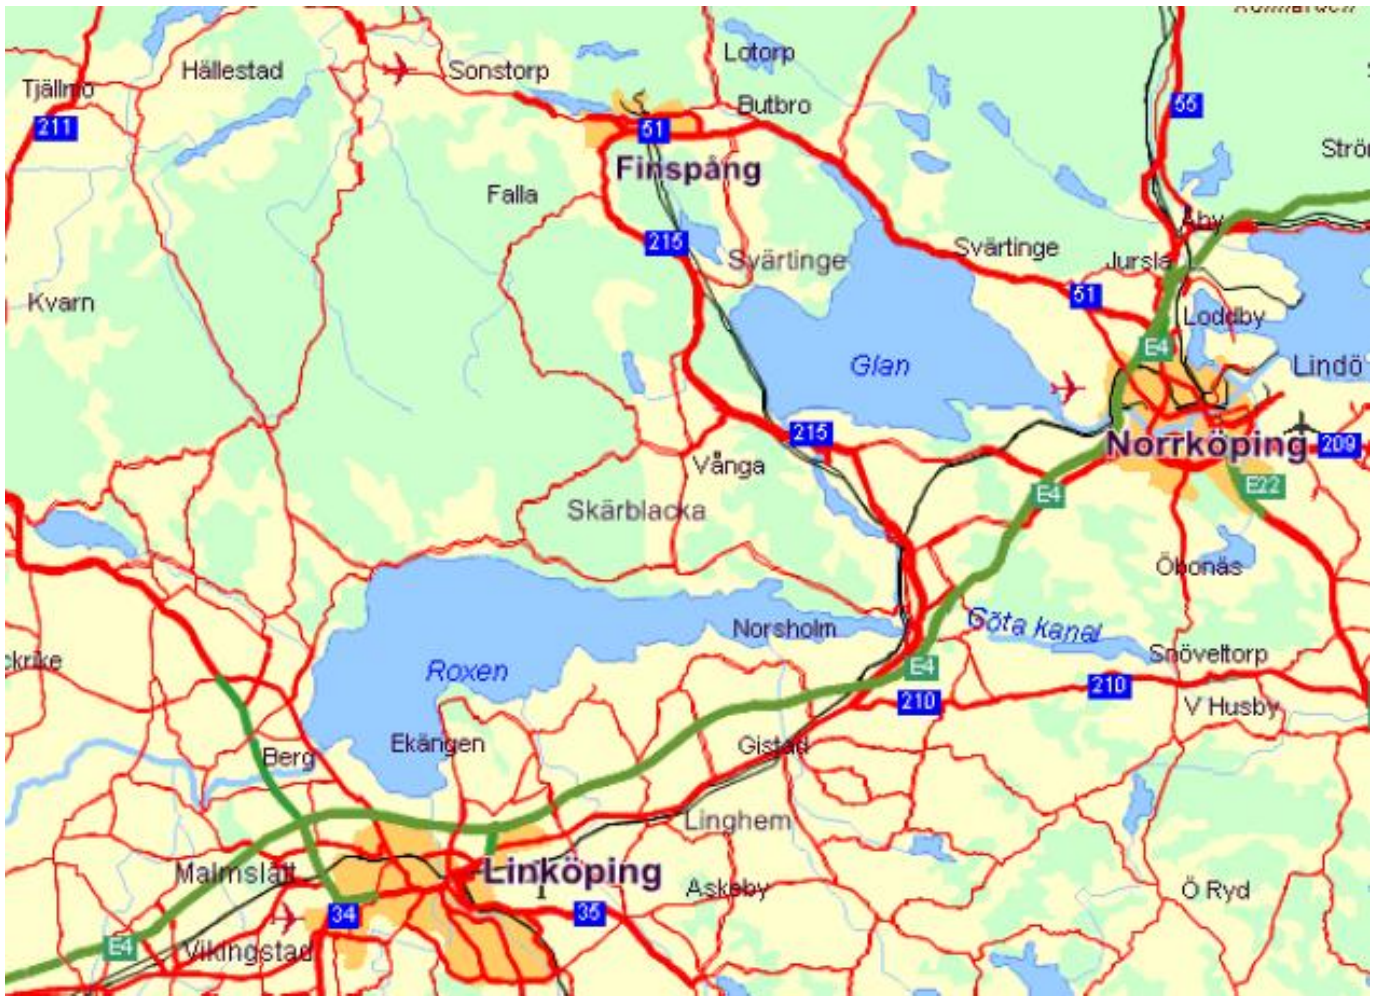 Lotorp
Hällestad
Sonstorp
Tjällmo
Butbro
55
211
51
Finspång
Falla
Åby
215
Svärtinge
Svärtinge
Jursla
51
Kvarn
Loddby
E4
Glan
Lindö
215
Norrköping
209
Vånga
E4
E22
Skärblacka
Öbonäs
Norsholm
Göta kanal
Snöveltorp
ckrike
Roxen
E4
210
210
V Husby
Ekängen
Gistad
Berg
Linghem
Malmslätt
Linköping
Askeby
Ö Ryd
34
35
E4
Vikingstad